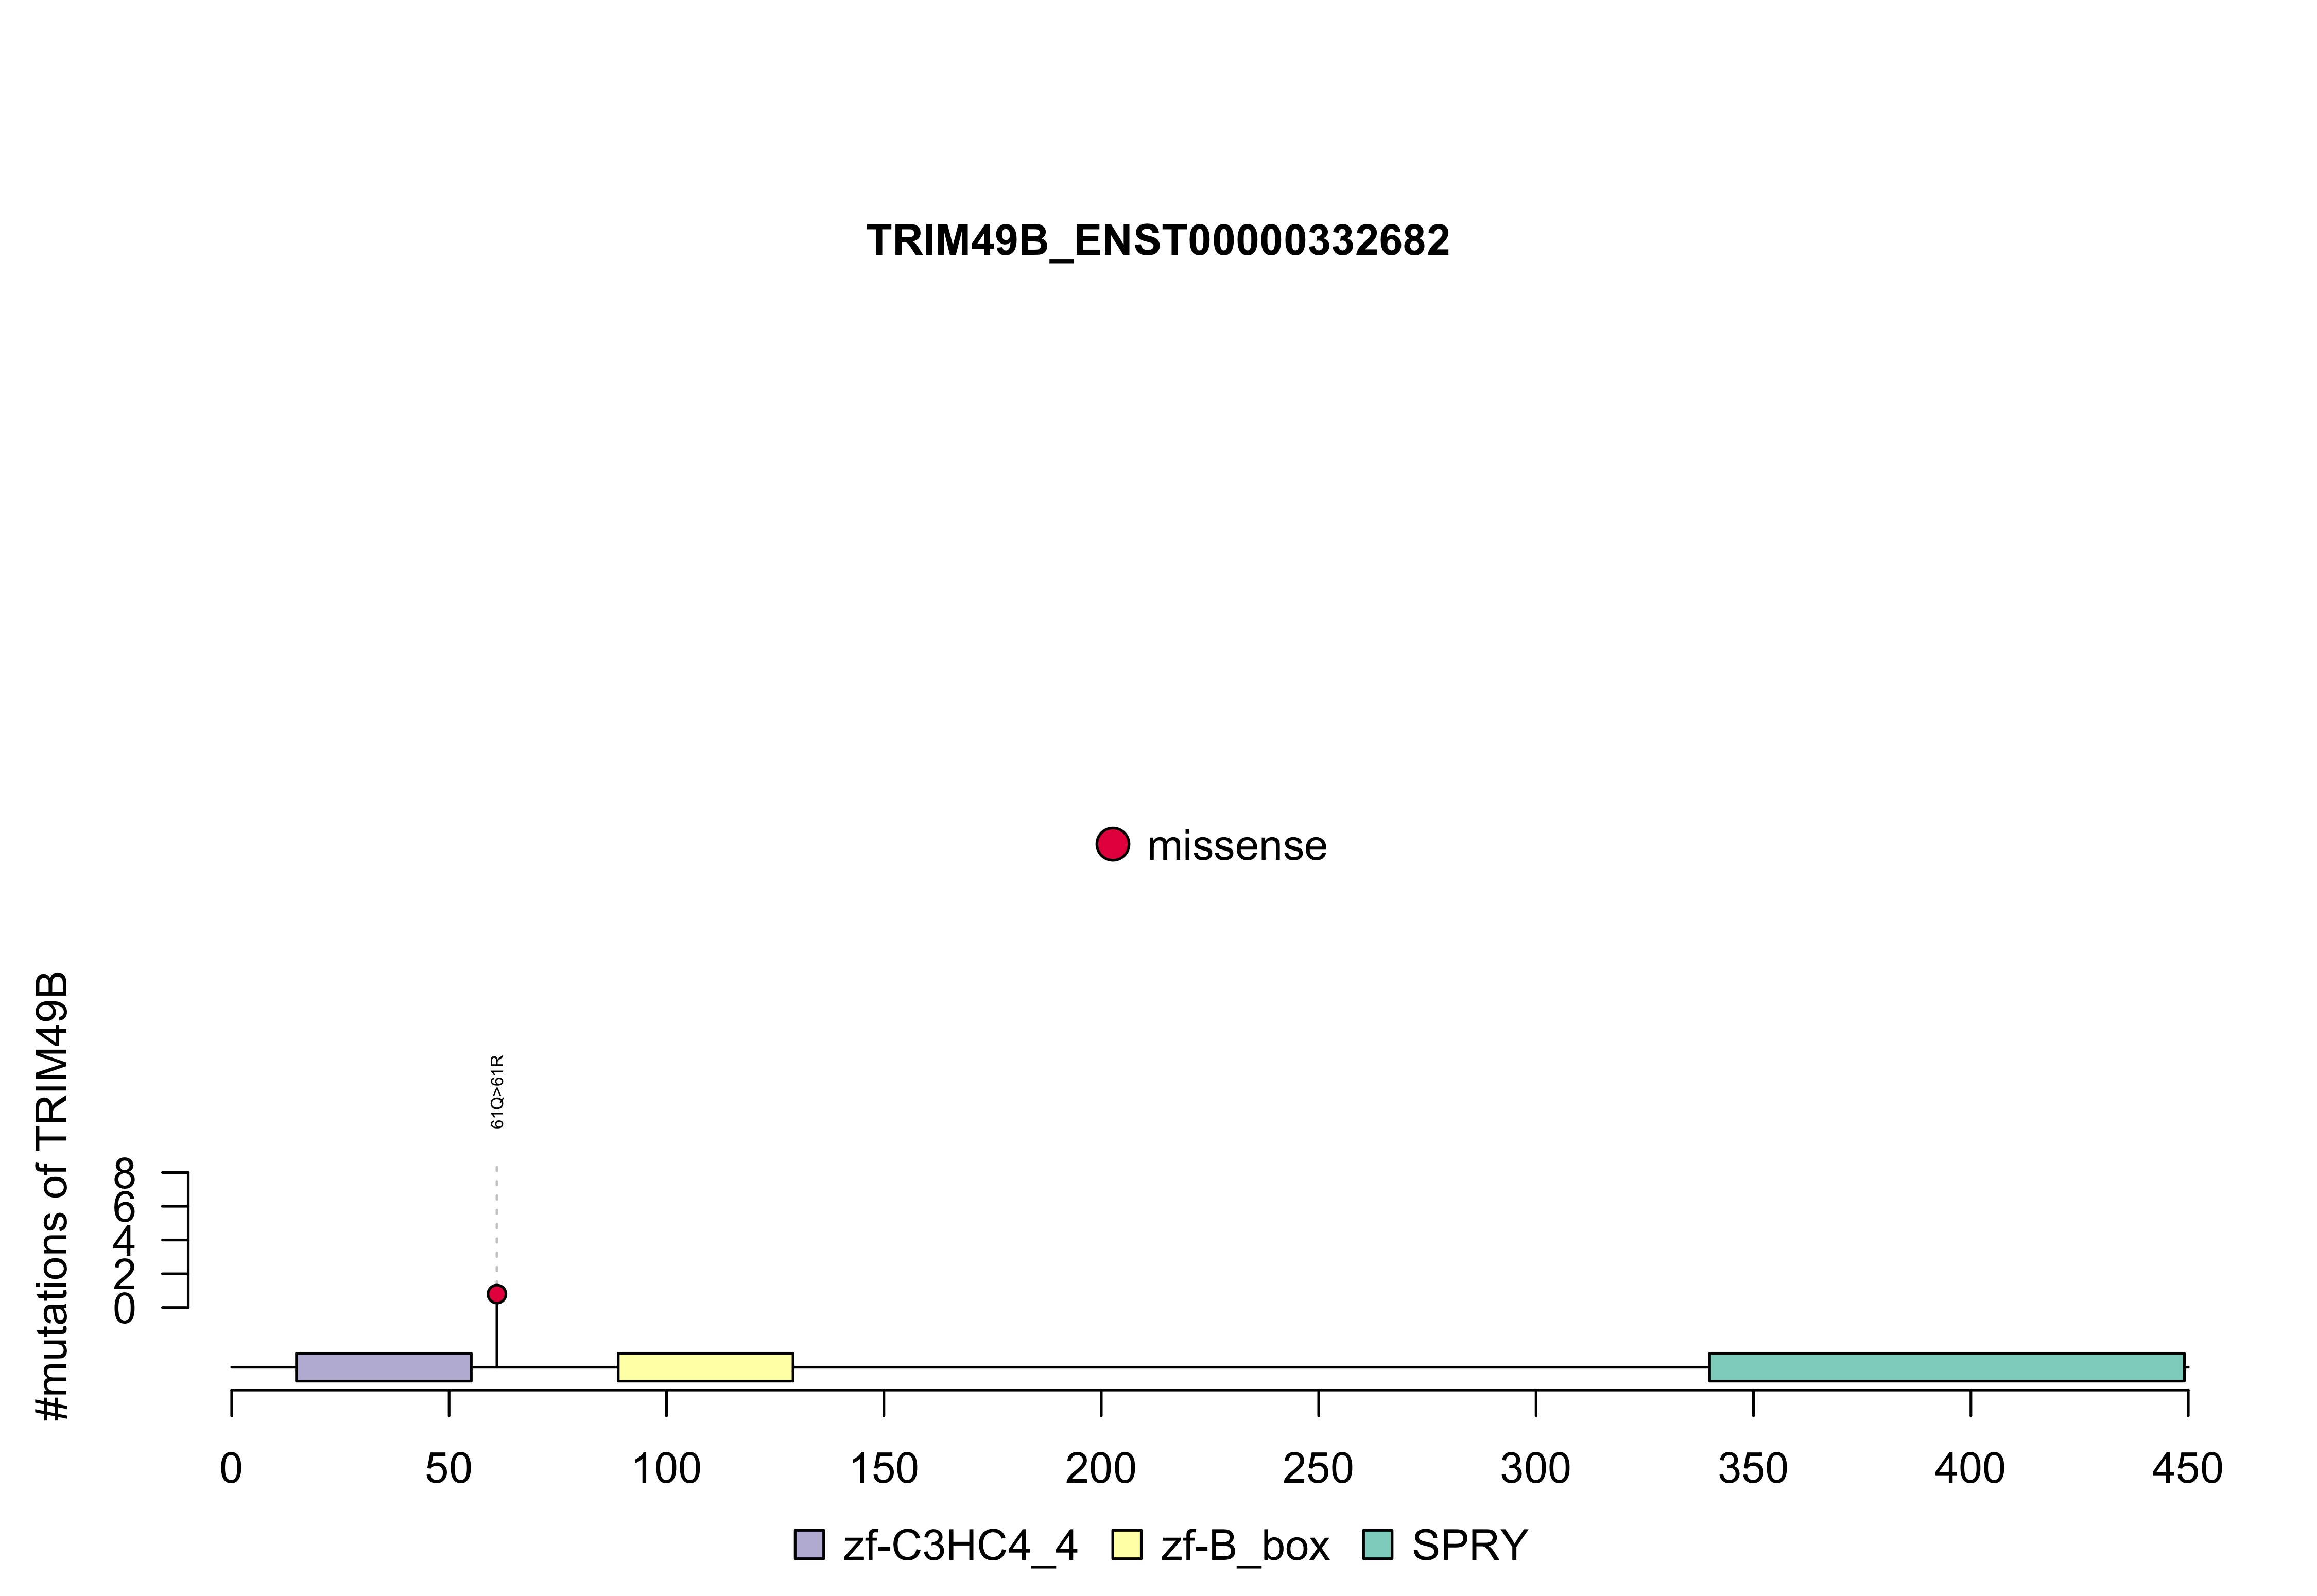 TRIM49B_ENST00000332682
missense
#mutations of TRIM49B
61Q>61R
8
6
4
2
0
0 50 100 150 200 250 300 350 400 450
zf-C3HC4_4 zf-B_box SPRY